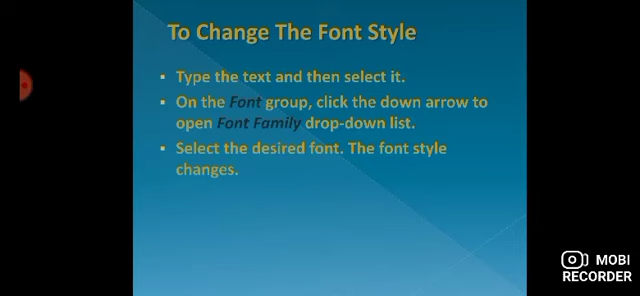 To Change The Font Style
▪ Type the text and then select it.
▪ On the Font group, click the down arrow to
open Font Family drop-down list.
▪ Select the desired font. The font style
changes.
MOBI
RECORDER